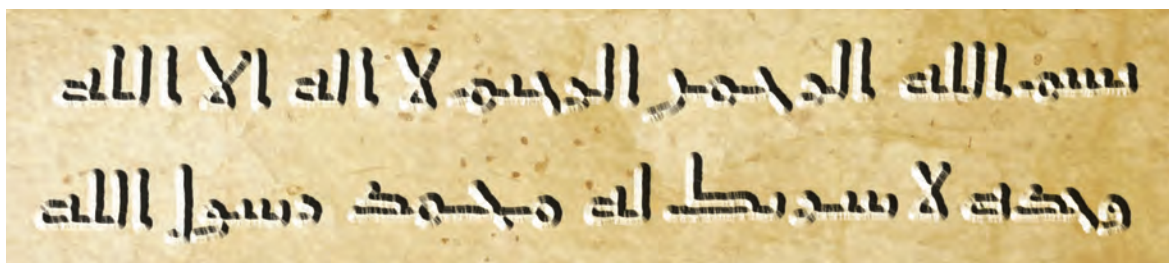 بسم الله الرحمن الرحيم لا اله الا الله
وحده لا شريك له محمد رسول الله